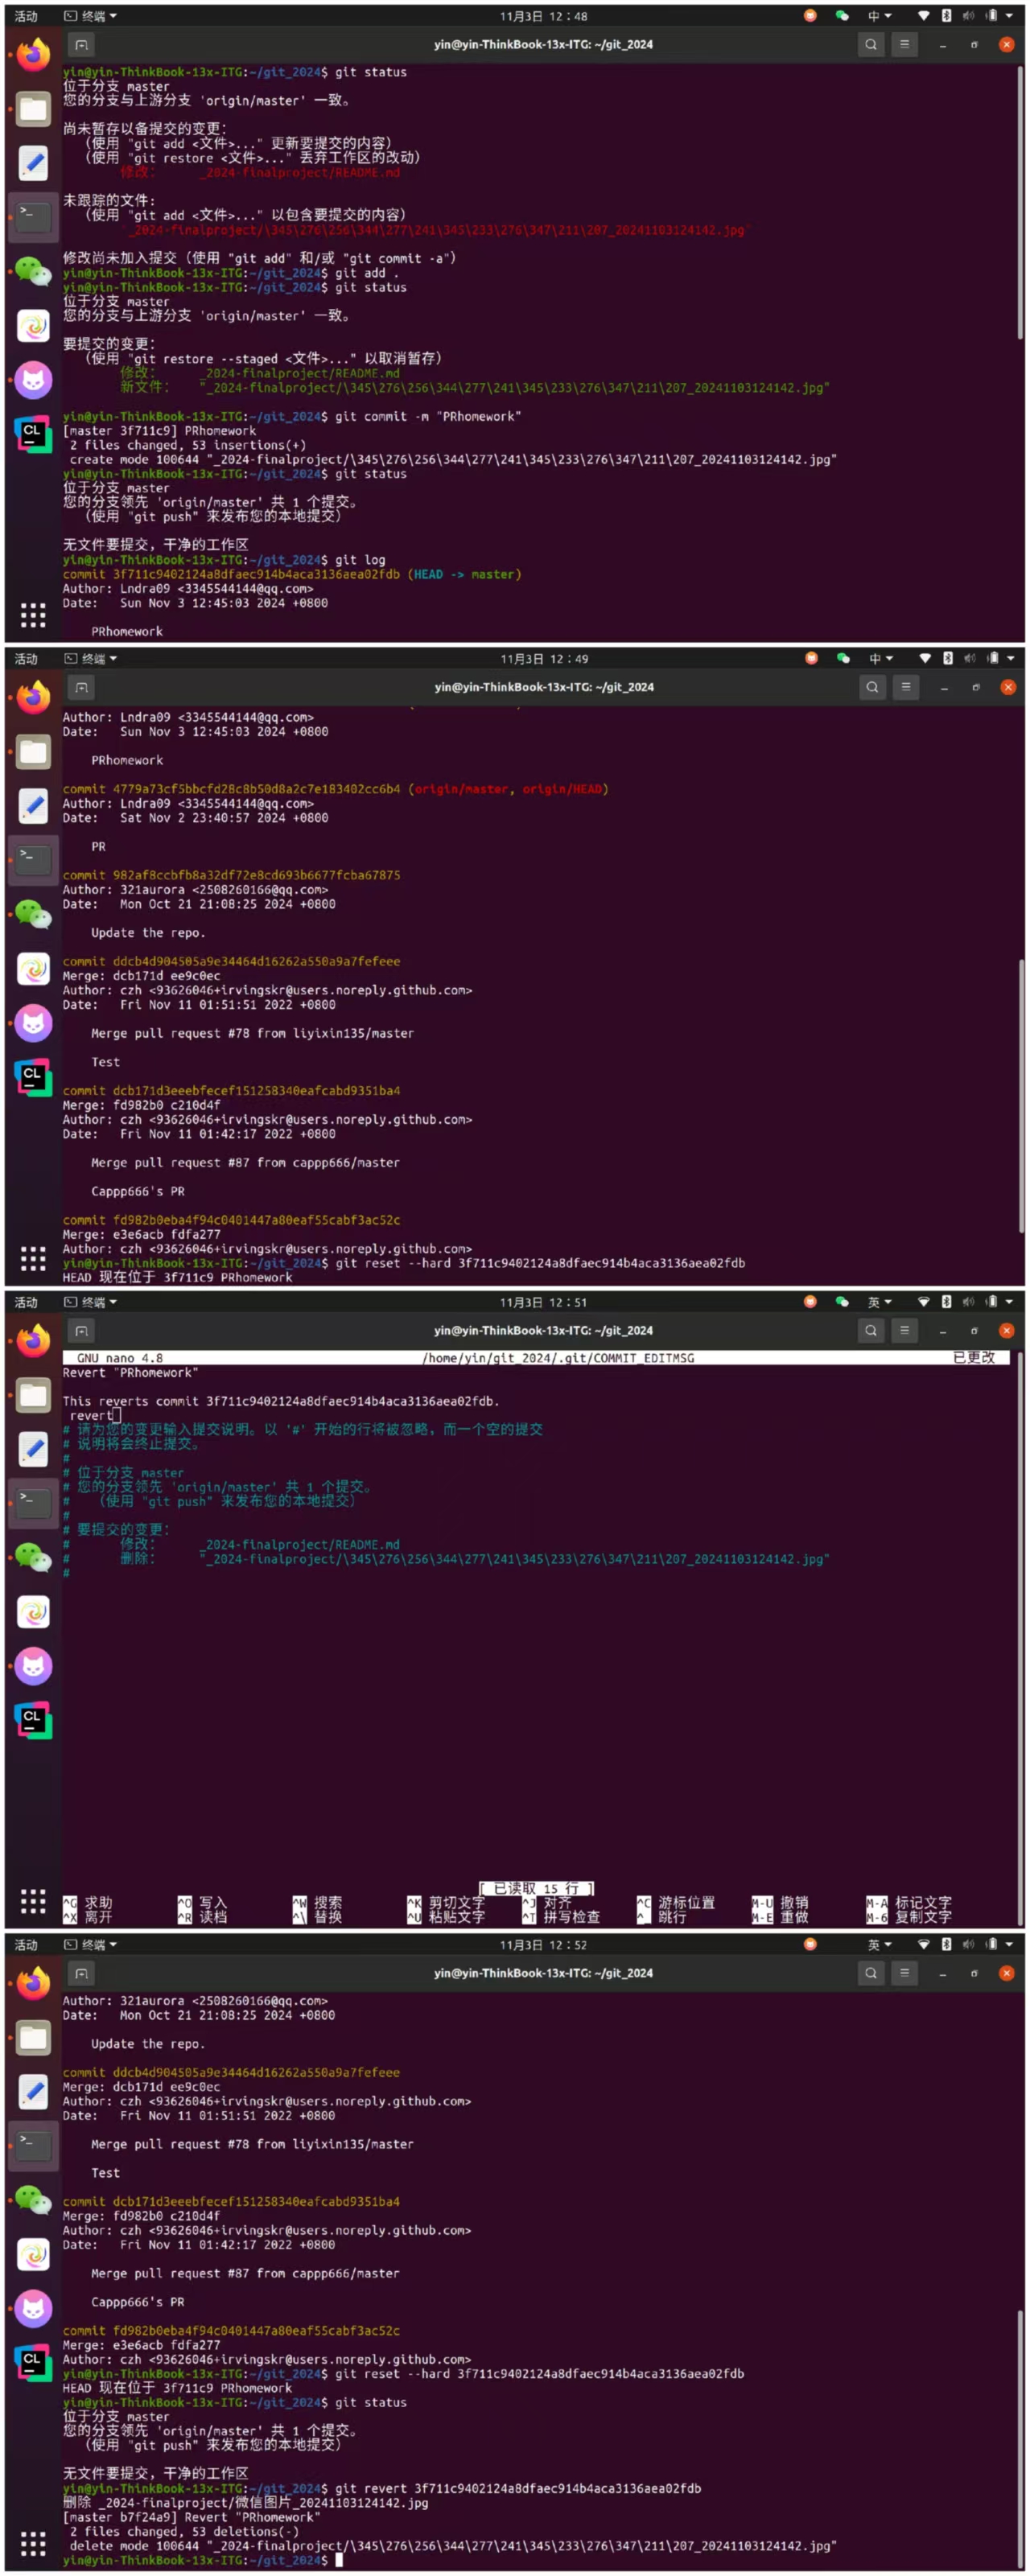 活动 终端 11月3日 12：48 中
yin@yin-ThinkBook-13x-ITG: ~/git_2024
yin@yin-ThinkBook-13x-ITG:~/git_2024$ git status
位于分支 master
您的分支与上游分支 'origin/master' 一致。
尚未暂存以备提交的变更：
（使用 "git add <文件>..." 更新要提交的内容）
（使用 "git restore <文件>..." 丢弃工作区的改动）
修改： _2024-finalproject/README.md
未跟踪的文件:
（使用 "git add <文件>..." 以包含要提交的内容）
"_2024-finalproject/\345\276\256\344\277\241\345\233\276\347\211\207_20241103124142.jpg"
修改尚未加入提交（使用 "git add" 和/或 "git commit -a"）
yin@yin-ThinkBook-13x-ITG:~/git_2024$ git add .
yin@yin-ThinkBook-13x-ITG:~/git_2024$ git status
位于分支 master
您的分支与上游分支 'origin/master' 一致。
要提交的变更：
（使用 "git restore --staged <文件>..." 以取消暂存）
修改： _2024-finalproject/README.md
新文件： "_2024-finalproject/\345\276\256\344\277\241\345\233\276\347\211\207_20241103124142.jpg"
yin@yin-ThinkBook-13x-ITG:~/git_2024$ git commit -m "PRhomework"
[master 3f711c9] PRhomework
2 files changed, 53 insertions(+)
create mode 100644 "_2024-finalproject/\345\276\256\344\277\241\345\233\276\347\211\207_20241103124142.jpg"
yin@yin-ThinkBook-13x-ITG:~/git_2024$ git status
位于分支 master
您的分支领先 'origin/master' 共 1 个提交。
（使用 "git push" 来发布您的本地提交）
无文件要提交，干净的工作区
yin@yin-ThinkBook-13x-ITG:~/git_2024$ git log
commit 3f711c9402124a8dfaec914b4aca3136aea02fdb (HEAD -> master)
Author: Lndra09 <3345544144@qq.com>
Date: Sun Nov 3 12:45:03 2024 +0800
PRhomework
活动 终端 11月3日 12：49 中
yin@yin-ThinkBook-13x-ITG: ~/git_2024
Author: Lndra09 <3345544144@qq.com>
Date: Sun Nov 3 12:45:03 2024 +0800
PRhomework
commit 4779a73cf5bbcfd28c8b50d8a2c7e183402cc6b4 (origin/master, origin/HEAD)
Author: Lndra09 <3345544144@qq.com>
Date: Sat Nov 2 23:40:57 2024 +0800
PR
commit 982af8ccbfb8a32df72e8cd693b6677fcba67875
Author: 321aurora <2508260166@qq.com>
Date: Mon Oct 21 21:08:25 2024 +0800
Update the repo.
commit ddcb4d904505a9e34464d16262a550a9a7fefeee
Merge: dcb171d ee9c0ec
Author: czh <93626046+irvingskr@users.noreply.github.com>
Date: Fri Nov 11 01:51:51 2022 +0800
Merge pull request #78 from liyixin135/master
Test
commit dcb171d3eeebfecef151258340eafcabd9351ba4
Merge: fd982b0 c210d4f
Author: czh <93626046+irvingskr@users.noreply.github.com>
Date: Fri Nov 11 01:42:17 2022 +0800
Merge pull request #87 from cappp666/master
Cappp666's PR
commit fd982b0eba4f94c0401447a80eaf55cabf3ac52c
Merge: e3e6acb fdfa277
Author: czh <93626046+irvingskr@users.noreply.github.com>
yin@yin-ThinkBook-13x-ITG:~/git_2024$ git reset --hard 3f711c9402124a8dfaec914b4aca3136aea02fdb
HEAD 现在位于 3f711c9 PRhomework
活动 终端 11月3日 12：51 英
yin@yin-ThinkBook-13x-ITG: ~/git_2024
GNU nano 4.8 /home/yin/git_2024/.git/COMMIT_EDITMSG 已更改
Revert "PRhomework"
This reverts commit 3f711c9402124a8dfaec914b4aca3136aea02fdb.
revert
# 请为您的变更输入提交说明。以 '#' 开始的行将被忽略，而一个空的提交
# 说明将会终止提交。
#
# 位于分支 master
# 您的分支领先 'origin/master' 共 1 个提交。
# （使用 "git push" 来发布您的本地提交）
#
# 要提交的变更：
# 修改： _2024-finalproject/README.md
# 删除： "_2024-finalproject/\345\276\256\344\277\241\345\233\276\347\211\207_20241103124142.jpg"
#
[ 已读取 15 行 ]
^G 求助 ^O 写入 ^W 搜索 ^K 剪切文字 ^J 对齐 ^C 游标位置 M-U 撤销 M-A 标记文字
^X 离开 ^R 读档 ^\ 替换 ^U 粘贴文字 ^T 拼写检查 ^_ 跳行 M-E 重做 M-6 复制文字
活动 终端 11月3日 12：52 英
yin@yin-ThinkBook-13x-ITG: ~/git_2024
Author: 321aurora <2508260166@qq.com>
Date: Mon Oct 21 21:08:25 2024 +0800
Update the repo.
commit ddcb4d904505a9e34464d16262a550a9a7fefeee
Merge: dcb171d ee9c0ec
Author: czh <93626046+irvingskr@users.noreply.github.com>
Date: Fri Nov 11 01:51:51 2022 +0800
Merge pull request #78 from liyixin135/master
Test
commit dcb171d3eeebfecef151258340eafcabd9351ba4
Merge: fd982b0 c210d4f
Author: czh <93626046+irvingskr@users.noreply.github.com>
Date: Fri Nov 11 01:42:17 2022 +0800
Merge pull request #87 from cappp666/master
Cappp666's PR
commit fd982b0eba4f94c0401447a80eaf55cabf3ac52c
Merge: e3e6acb fdfa277
Author: czh <93626046+irvingskr@users.noreply.github.com>
yin@yin-ThinkBook-13x-ITG:~/git_2024$ git reset --hard 3f711c9402124a8dfaec914b4aca3136aea02fdb
HEAD 现在位于 3f711c9 PRhomework
yin@yin-ThinkBook-13x-ITG:~/git_2024$ git status
位于分支 master
您的分支领先 'origin/master' 共 1 个提交。
（使用 "git push" 来发布您的本地提交）
无文件要提交，干净的工作区
yin@yin-ThinkBook-13x-ITG:~/git_2024$ git revert 3f711c9402124a8dfaec914b4aca3136aea02fdb
删除 _2024-finalproject/微信图片_20241103124142.jpg
[master b7f24a9] Revert "PRhomework"
2 files changed, 53 deletions(-)
delete mode 100644 "_2024-finalproject/\345\276\256\344\277\241\345\233\276\347\211\207_20241103124142.jpg"
yin@yin-ThinkBook-13x-ITG:~/git_2024$